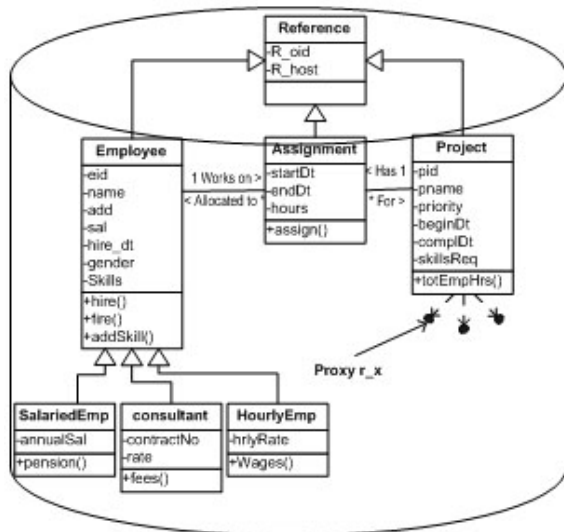 Reference
-R_oid
-R_host
Employee
-eid
-name
-add
-sal
-hire_dt
-gender
-Skills
+hire()
+fire()
+addSkill()
1 Works on >
< Allocated to *
Assignment
-startDt
-endDt
-hours
+assign()
< Has 1
* For >
Project
-pid
-pname
-priority
-beginDt
-complDt
-skillsReq
+totEmpHrs()
Proxy r_x
SalariedEmp
-annualSal
+pension()
consultant
-contractNo
-rate
+fees()
HourlyEmp
-hrlyRate
+Wages()